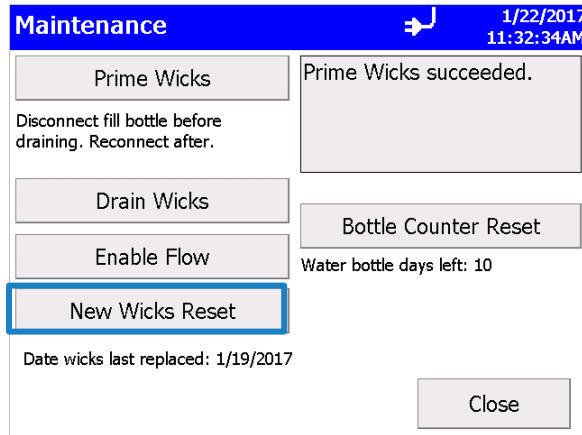 Maintenance
1/22/2017
11:32:34AM
Prime Wicks
Prime Wicks succeeded.
Disconnect fill bottle before
draining. Reconnect after.
Drain Wicks
Bottle Counter Reset
Enable Flow
Water bottle days left: 10
New Wicks Reset
Date wicks last replaced: 1/19/2017
Close